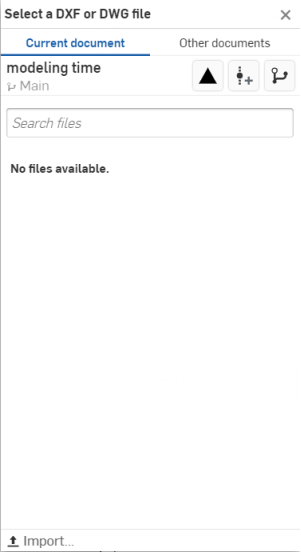 Select a DXF or DWG file
Current document
Other documents
modeling time
Main
Search files
No files available.
Import...